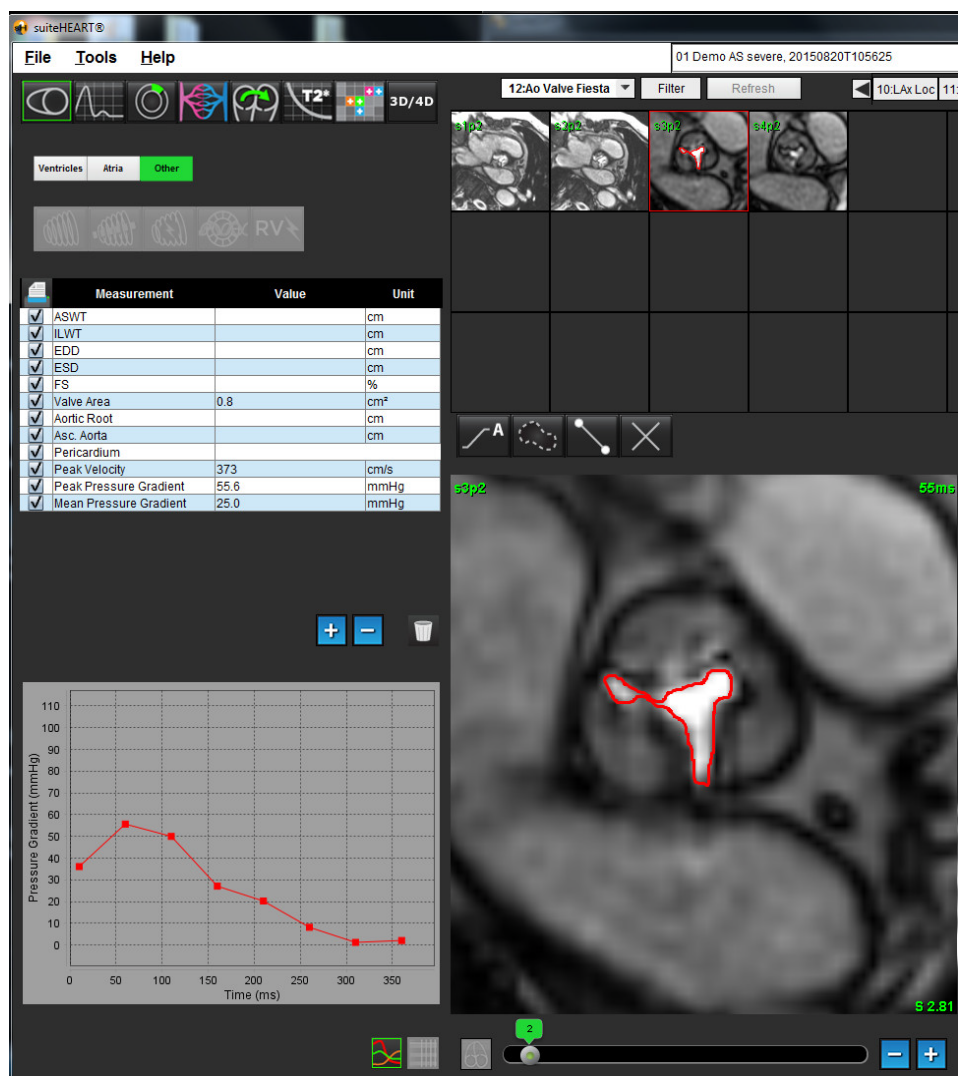 suiteHEART®
File Tools Help
01 Demo AS severe, 20150820T105625
12:Ao Valve Fiesta Filter Refresh 10:LAx Loc 11:
T2* 3D/4D
s1p2 s2p2 s3p2 s4p2
Ventricles Atria Other
RV
Measurement Value Unit
ASWT cm
ILWT cm
EDD cm
ESD cm
FS %
Valve Area 0.8 cm²
Aortic Root cm
Asc. Aorta cm
Pericardium
Peak Velocity 373 cm/s
Peak Pressure Gradient 55.6 mmHg
Mean Pressure Gradient 25.0 mmHg
A
s3p2 55ms
Pressure Gradient (mmHg)
110
100
90
80
70
60
50
40
30
20
10
0
0 50 100 150 200 250 300 350
Time (ms)
S 2.81
2